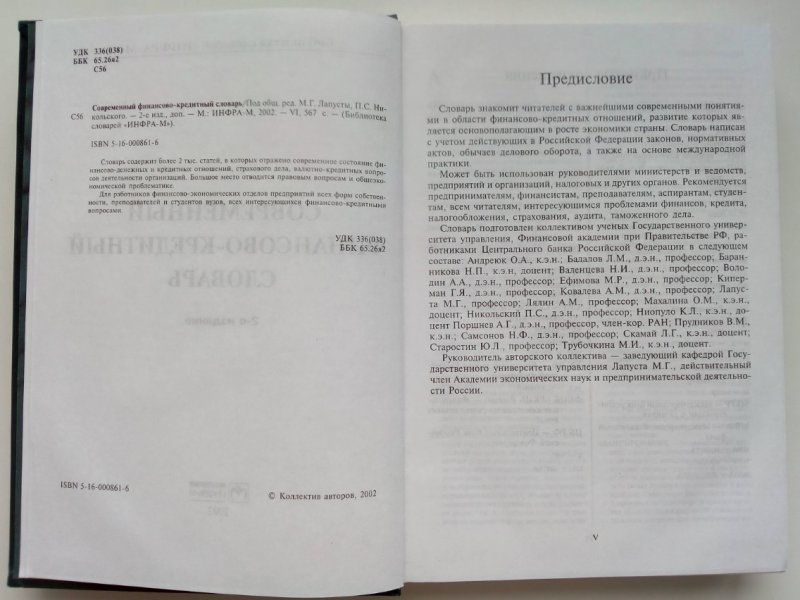 УДК 336(038)
ББК 65.26я2
С56
Современный финансово-кредитный словарь/Под общ. ред. М.Г. Лапусты, П.С. Ни-
С56 кольского. — 2-е изд., доп. — М.: ИНФРА-М, 2002. — VI, 567 с. — (Библиотека
словарей «ИНФРА-М»).
ISBN 5-16-000861-6
Словарь содержит более 2 тыс. статей, в которых отражено современное состояние фи-
нансово-денежных и кредитных отношений, страхового дела, валютно-кредитных вопро-
сов деятельности организаций. Большое место отводится правовым вопросам и общеэко-
номической проблематике.
Для работников финансово-экономических отделов предприятий всех форм собствен-
ности, преподавателей и студентов вузов, всех интересующихся финансово-кредитными
вопросами.
УДК 336(038)
ББК 65.26я2
ISBN 5-16-000861-6
© Коллектив авторов, 2002
Предисловие
Словарь знакомит читателей с важнейшими современными понятия-
ми в области финансово-кредитных отношений, развитие которых яв-
ляется основополагающим в росте экономики страны. Словарь написан
с учетом действующих в Российской Федерации законов, нормативных
актов, обычаев делового оборота, а также на основе международной
практики.
Может быть использован руководителями министерств и ведомств,
предприятий и организаций, налоговых и других органов. Рекомендуется
предпринимателям, финансистам, преподавателям, аспирантам, студен-
там, всем читателям, интересующимся проблемами финансов, кредита,
налогообложения, страхования, аудита, таможенного дела.
Словарь подготовлен коллективом ученых Государственного универ-
ситета управления, Финансовой академии при Правительстве РФ, ра-
ботниками Центрального банка Российской Федерации в следующем
составе: Андреюк О.А., к.э.н.; Бадалов Л.М., д.э.н., профессор; Баран-
никова Н.П., к.э.н, доцент; Валенцева Н.И., д.э.н., профессор; Воло-
дин А.А., д.э.н., профессор; Ефимова М.Р., д.э.н., профессор; Кипер-
ман Г.Я., д.э.н., профессор; Ковалева А.М., д.э.н., профессор; Лапус-
та М.Г., д.э.н., профессор; Лялин А.М., профессор; Махалина О.М., к.э.н.,
доцент; Никольский П.С., д.э.н., профессор; Ниопуло К.Л., к.э.н., до-
цент Поршнев А.Г., д.э.н., профессор, член-кор. РАН; Прудников В.М.,
к.э.н.; Самсонов Н.Ф., д.э.н., профессор; Скамай Л.Г., к.э.н., доцент;
Старостин Ю.Л., профессор; Трубочкина М.И., к.э.н., доцент.
Руководитель авторского коллектива — заведующий кафедрой Госу-
дарственного университета управления Лапуста М.Г., действительный
член Академии экономических наук и предпринимательской деятельно-
сти России.
V